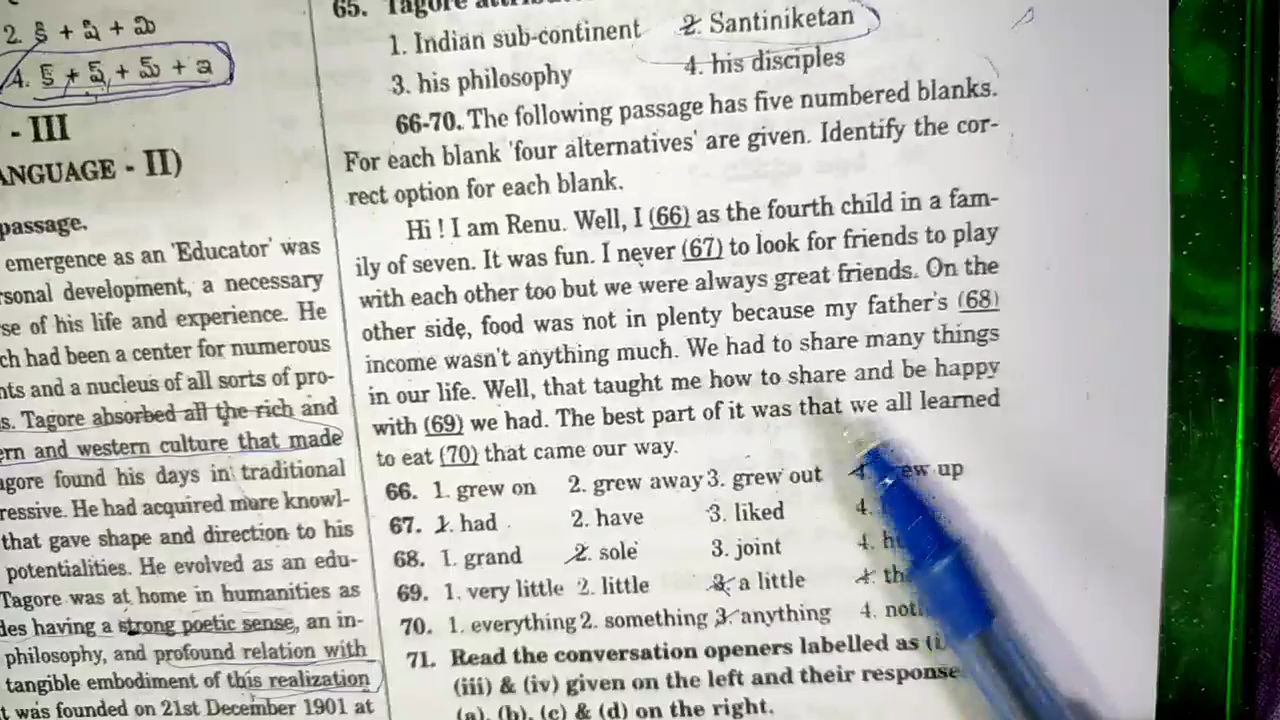 2. క + ష + మ
4. క్ + ష్ + మ్ + ఇ
- III
ANGUAGE - II)
passage.
emergence as an 'Educator' was
rsonal development, a necessary
rse of his life and experience. He
ch had been a center for numerous
nts and a nucleus of all sorts of pro-
s. Tagore absorbed all the rich and
ern and western culture that made
agore found his days in traditional
ressive. He had acquired more knowl-
that gave shape and direction to his
potentialities. He evolved as an edu-
Tagore was at home in humanities as
des having a strong poetic sense, an in-
philosophy, and profound relation with
tangible embodiment of this realization
t was founded on 21st December 1901 at
65. Tagore
1. Indian sub-continent 2. Santiniketan
3. his philosophy 4. his disciples
66-70. The following passage has five numbered blanks.
For each blank 'four alternatives' are given. Identify the cor-
rect option for each blank.
Hi ! I am Renu. Well, I (66) as the fourth child in a fam-
ily of seven. It was fun. I never (67) to look for friends to play
with each other too but we were always great friends. On the
other side, food was not in plenty because my father's (68)
income wasn't anything much. We had to share many things
in our life. Well, that taught me how to share and be happy
with (69) we had. The best part of it was that we all learned
to eat (70) that came our way.
66. 1. grew on 2. grew away 3. grew out 4. ew up
67. 1. had 2. have 3. liked 4.
68. 1. grand 2. sole 3. joint 4. h
69. 1. very little 2. little 3. a little 4. th
70. 1. everything 2. something 3. anything 4. not
71. Read the conversation openers labelled as (i
(iii) & (iv) given on the left and their response
(a), (b), (c) & (d) on the right.